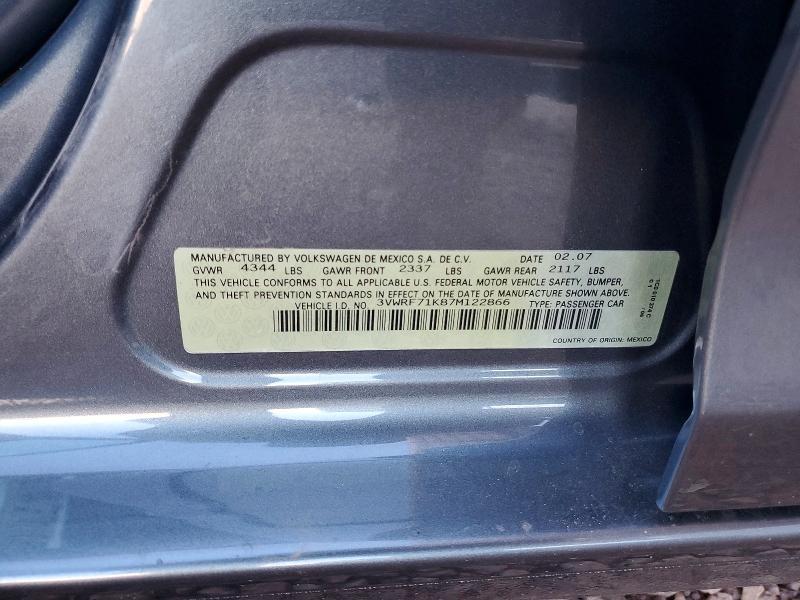 MANUFACTURED BY VOLKSWAGEN DE MEXICO S.A. DE C.V. DATE 02.07
GVWR 4344 LBS GAWR FRONT 2337 LBS GAWR REAR 2117 LBS
THIS VEHICLE CONFORMS TO ALL APPLICABLE U.S. FEDERAL MOTOR VEHICLE SAFETY, BUMPER,
AND THEFT PREVENTION STANDARDS IN EFFECT ON THE DATE OF MANUFACTURE SHOWN ABOVE.
VEHICLE I.D. NO. 3VWRF71K87M122866 TYPE: PASSENGER CAR
COUNTRY OF ORIGIN: MEXICO